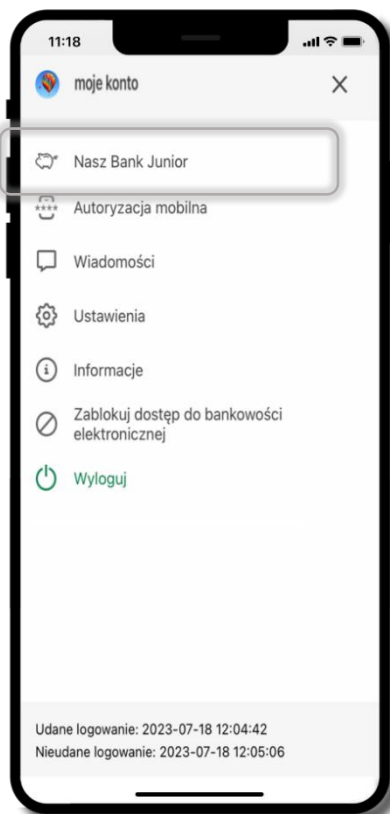 11:18
moje konto
Nasz Bank Junior
Autoryzacja mobilna
Wiadomości
Ustawienia
Informacje
Zablokuj dostęp do bankowości
elektronicznej
Wyloguj
Udane logowanie: 2023-07-18 12:04:42
Nieudane logowanie: 2023-07-18 12:05:06